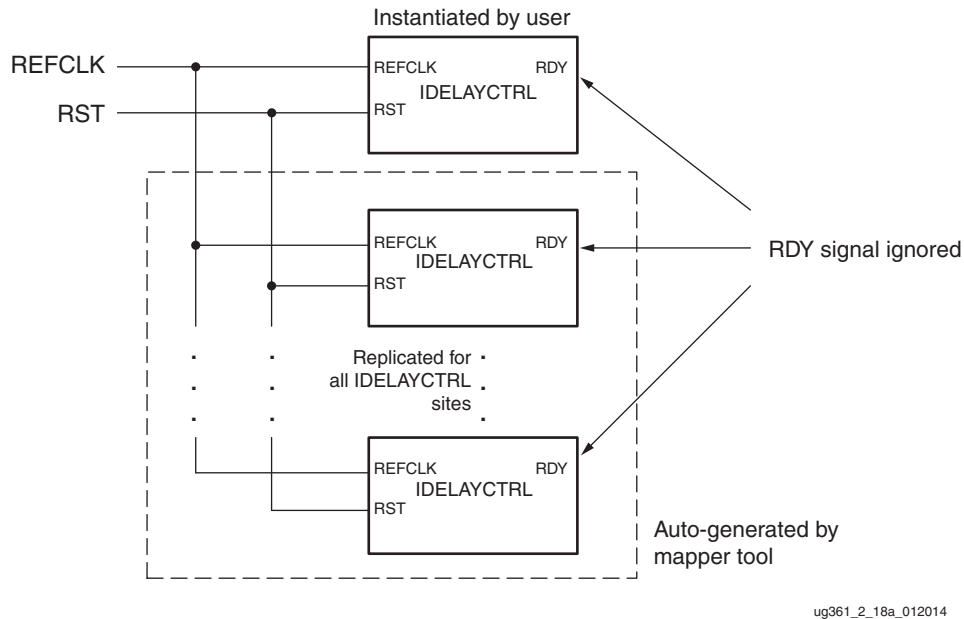 Instantiated by user
REFCLK
RST
REFCLK
RDY
IDELAYCTRL
RST
REFCLK
RDY
IDELAYCTRL
RST
RDY signal ignored
Replicated for
all IDELAYCTRL
sites
REFCLK
RDY
IDELAYCTRL
RST
Auto-generated by
mapper tool
ug361_2_18a_012014